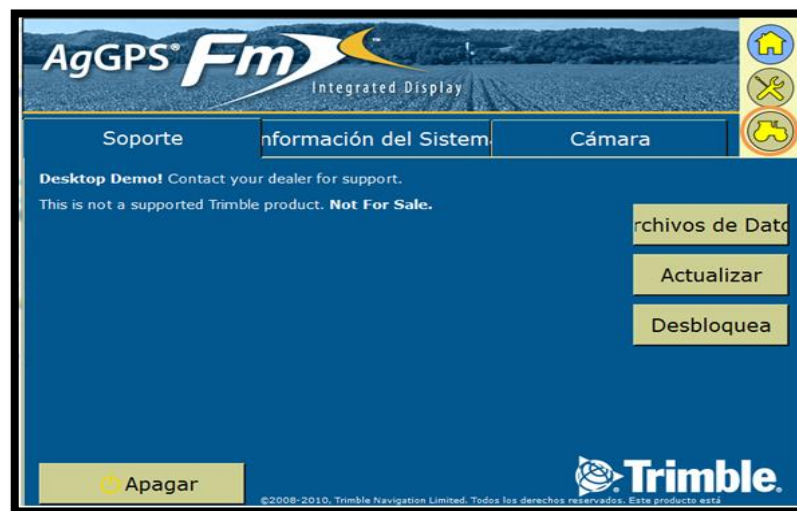 AgGPS® Fmx™
Integrated Display
Soporte
nformación del Sistem
Cámara
Desktop Demo! Contact your dealer for support.
This is not a supported Trimble product. Not For Sale.
rchivos de Dato
Actualizar
Desbloquea
Apagar
Trimble.
©2008-2010, Trimble Navigation Limited. Todos los derechos reservados. Este producto está